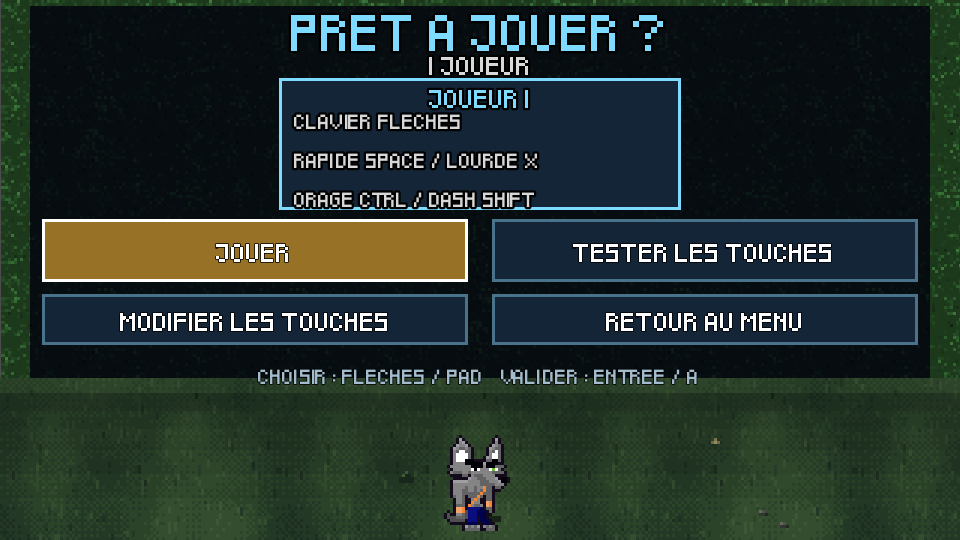 PRET A JOUER ?
1 JOUEUR
JOUEUR 1
CLAVIER FLECHES
RAPIDE SPACE / LOURDE X
ORAGE CTRL / DASH SHIFT
JOUER
TESTER LES TOUCHES
MODIFIER LES TOUCHES
RETOUR AU MENU
CHOISIR : FLECHES / PAD VALIDER : ENTREE / A